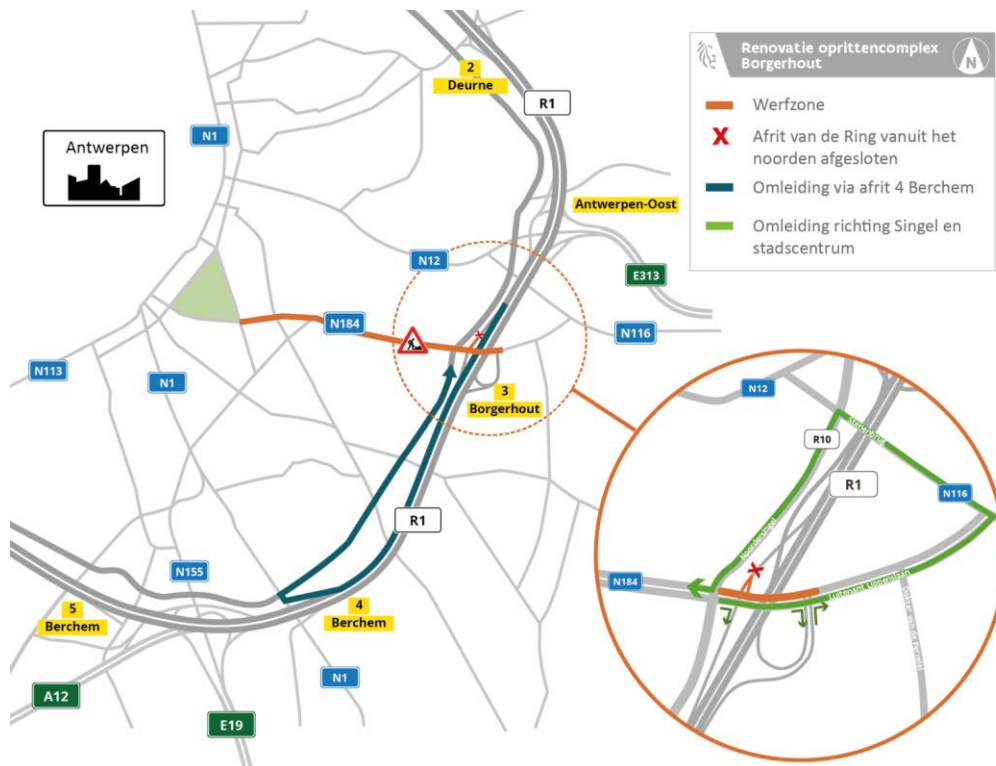 Renovatie oprittencomplex
Borgerhout
N
Werfzone
Afrit van de Ring vanuit het
noorden afgesloten
Omleiding via afrit 4 Berchem
Omleiding richting Singel en
stadscentrum
2
Deurne
R1
N1
Antwerpen
Antwerpen-Oost
N12
E313
N184
N116
N113
N1
3
Borgerhout
R1
N155
5
Berchem
4
Berchem
N1
A12
E19
N12
R10
Stenenbrug
R1
N116
Noordersingel
N184
Luitenant Lippenslaan